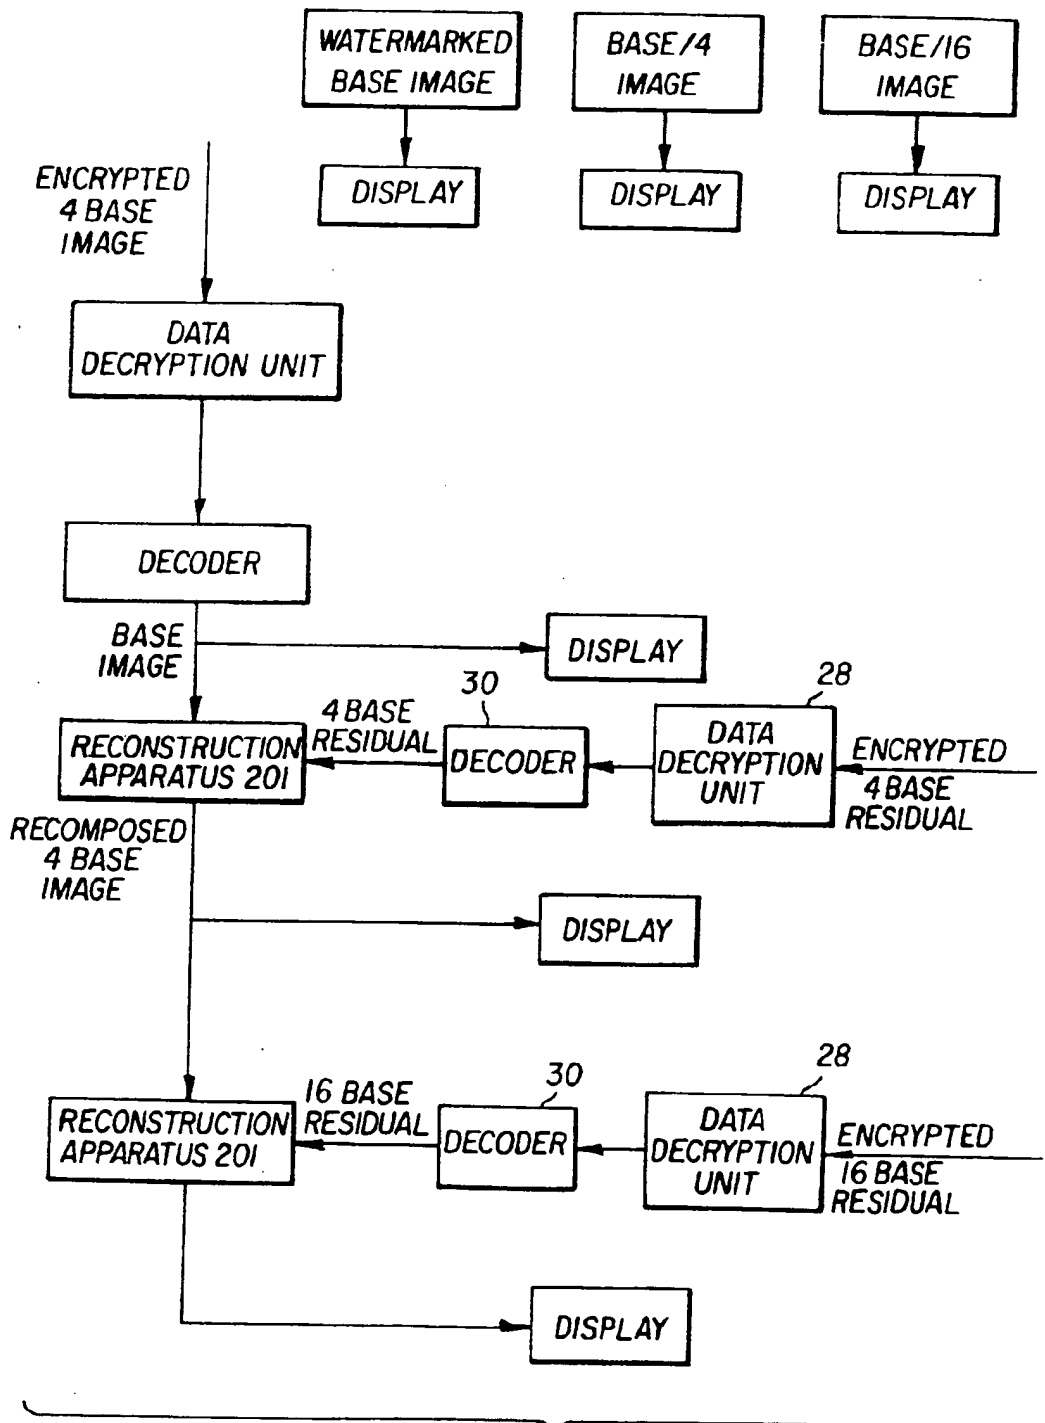 WATERMARKED
BASE IMAGE
BASE/4
IMAGE
BASE/16
IMAGE
DISPLAY
DISPLAY
DISPLAY
ENCRYPTED
4 BASE
IMAGE
DATA
DECRYPTION UNIT
DECODER
BASE
IMAGE
DISPLAY
RECONSTRUCTION
APPARATUS 201
4 BASE
RESIDUAL
30
DECODER
28
DATA
DECRYPTION
UNIT
ENCRYPTED
4 BASE
RESIDUAL
RECOMPOSED
4 BASE
IMAGE
DISPLAY
RECONSTRUCTION
APPARATUS 201
16 BASE
RESIDUAL
30
DECODER
28
DATA
DECRYPTION
UNIT
ENCRYPTED
16 BASE
RESIDUAL
DISPLAY